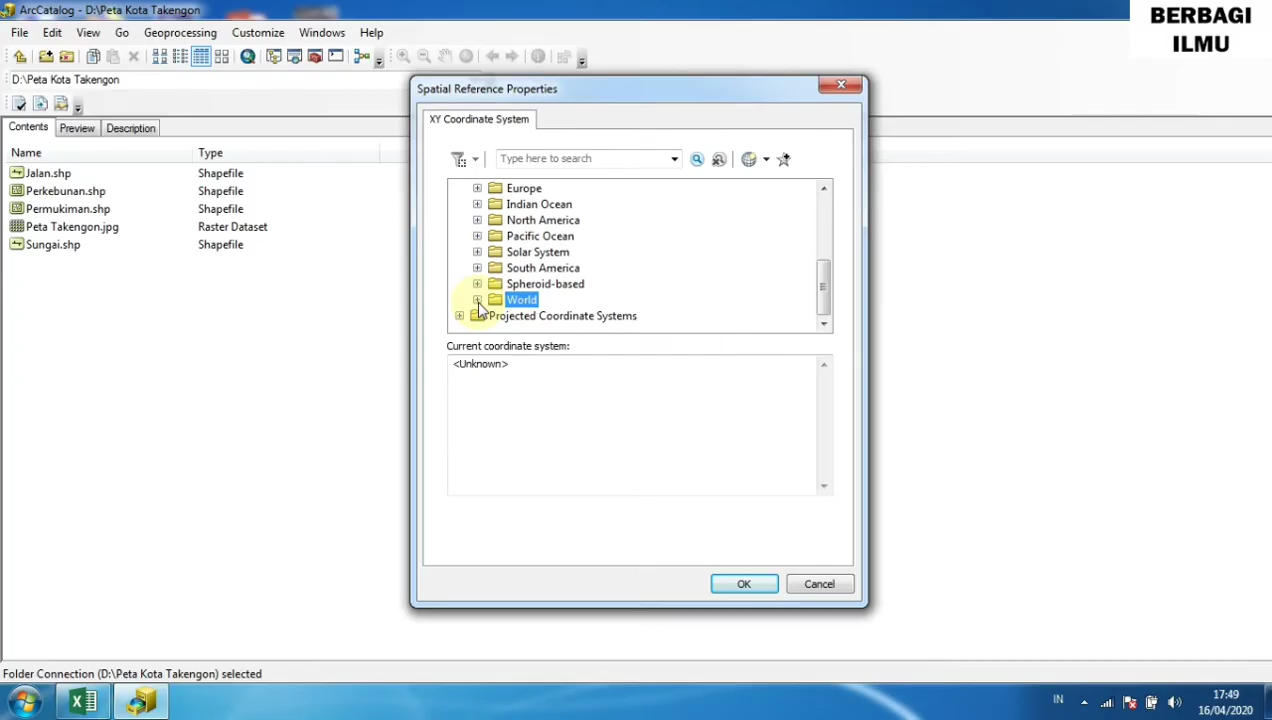 ArcCatalog - D:\Peta Kota Takengon
BERBAGI
ILMU
File Edit View Go Geoprocessing Customize Windows Help
D:\Peta Kota Takengon
Contents Preview Description
Name Type
Jalan.shp Shapefile
Perkebunan.shp Shapefile
Permukiman.shp Shapefile
Peta Takengon.jpg Raster Dataset
Sungai.shp Shapefile
Spatial Reference Properties
XY Coordinate System
Type here to search
Europe
Indian Ocean
North America
Pacific Ocean
Solar System
South America
Spheroid-based
World
Projected Coordinate Systems
Current coordinate system:
<Unknown>
OK Cancel
Folder Connection (D:\Peta Kota Takengon) selected
IN
17:49
16/04/2020